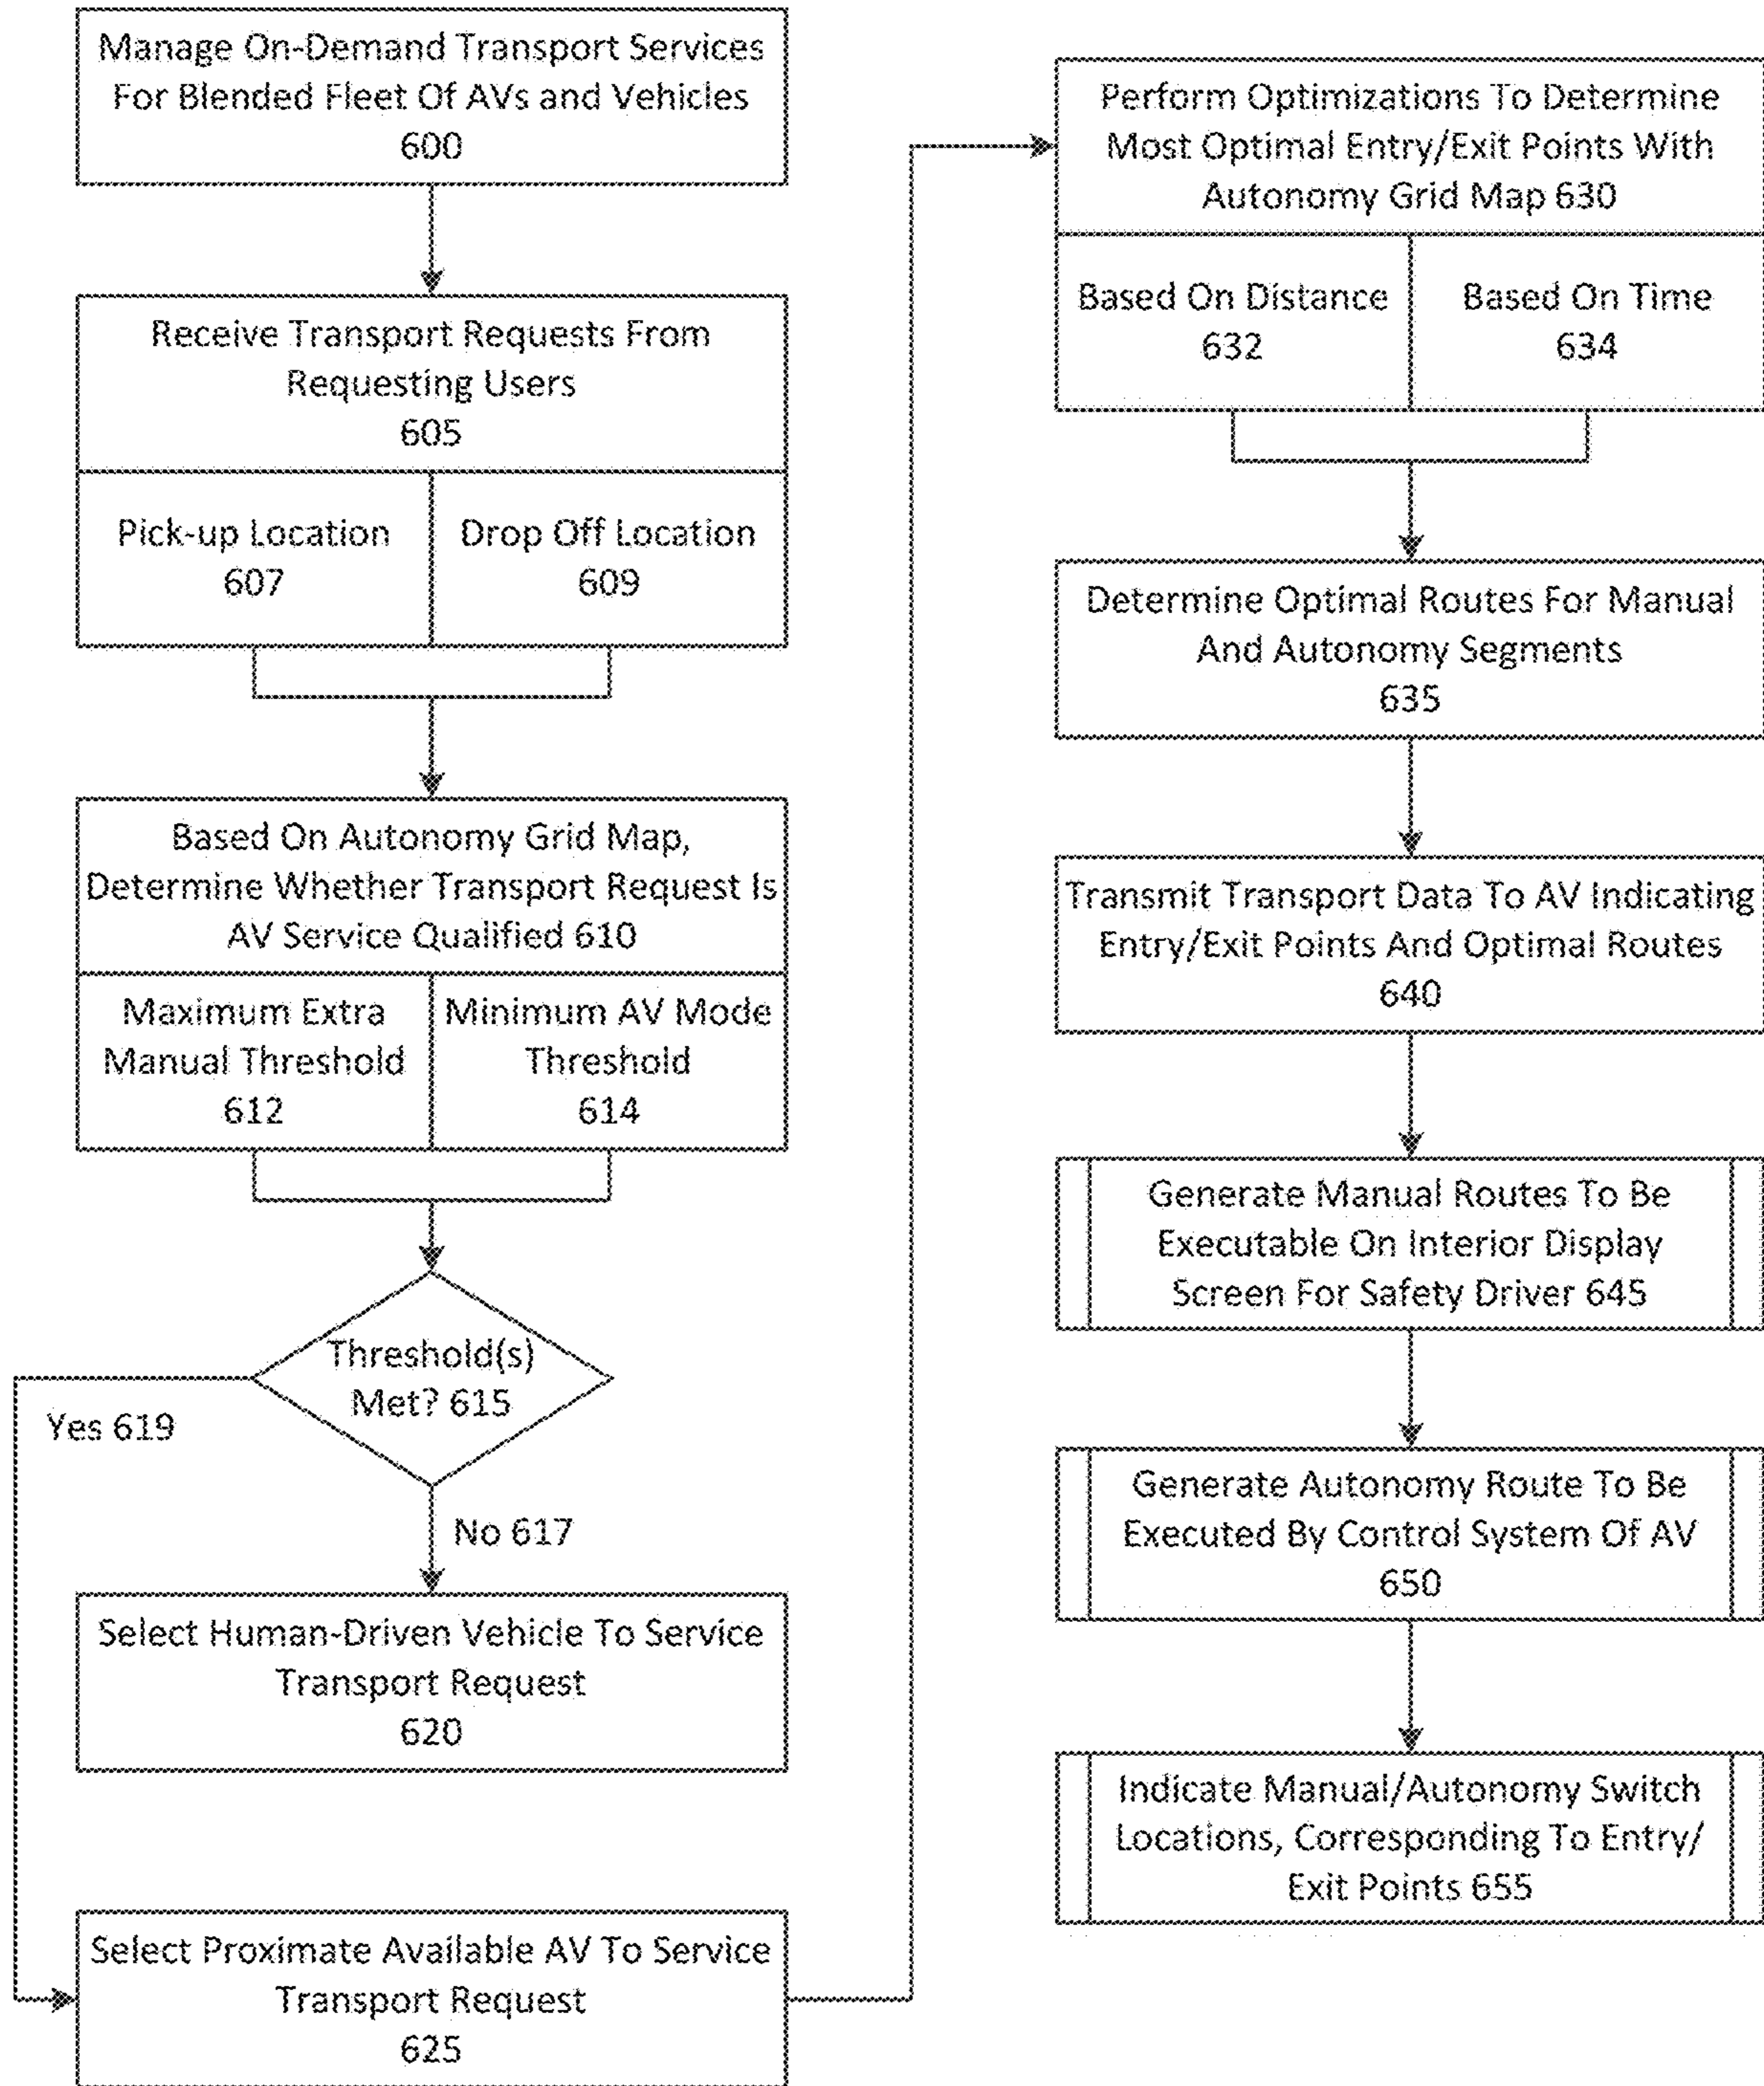 Manage On-Demand Transport Services
For Blended Fleet Of AVs and Vehicles
600
Receive Transport Requests From
Requesting Users
605
Pick-up Location
607
Drop Off Location
609
Based On Autonomy Grid Map,
Determine Whether Transport Request Is
AV Service Qualified 610
Maximum Extra
Manual Threshold
612
Minimum AV Mode
Threshold
614
Threshold(s)
Met? 615
Yes 619
No 617
Select Human-Driven Vehicle To Service
Transport Request
620
Select Proximate Available AV To Service
Transport Request
625
Perform Optimizations To Determine
Most Optimal Entry/Exit Points With
Autonomy Grid Map 630
Based On Distance
632
Based On Time
634
Determine Optimal Routes For Manual
And Autonomy Segments
635
Transmit Transport Data To AV Indicating
Entry/Exit Points And Optimal Routes
640
Generate Manual Routes To Be
Executable On Interior Display
Screen For Safety Driver 645
Generate Autonomy Route To Be
Executed By Control System Of AV
650
Indicate Manual/Autonomy Switch
Locations, Corresponding To Entry/
Exit Points 655